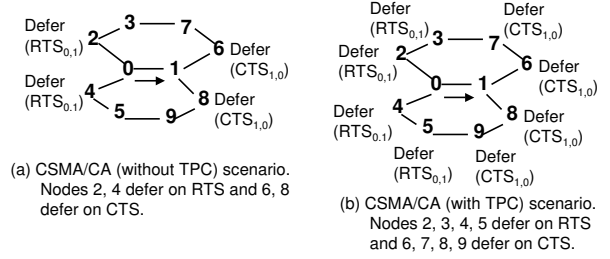 3 7
Defer
(RTS0,1)
2
6
Defer
(CTS1,0)
0 1
Defer
(RTS0.1)
4
8
Defer
(CTS1,0)
5 9
(a) CSMA/CA (without TPC) scenario.
Nodes 2, 4 defer on RTS and 6, 8
defer on CTS.
Defer
(RTS0,1)
3 7
Defer
(CTS1,0)
Defer
(RTS0,1)
2
6
Defer
(CTS1,0)
0 1
Defer
(RTS0.1)
4
8
Defer
(CTS1,0)
5 9
Defer
(RTS0,1)
Defer
(CTS1,0)
(b) CSMA/CA (with TPC) scenario.
Nodes 2, 3, 4, 5 defer on RTS
and 6, 7, 8, 9 defer on CTS.